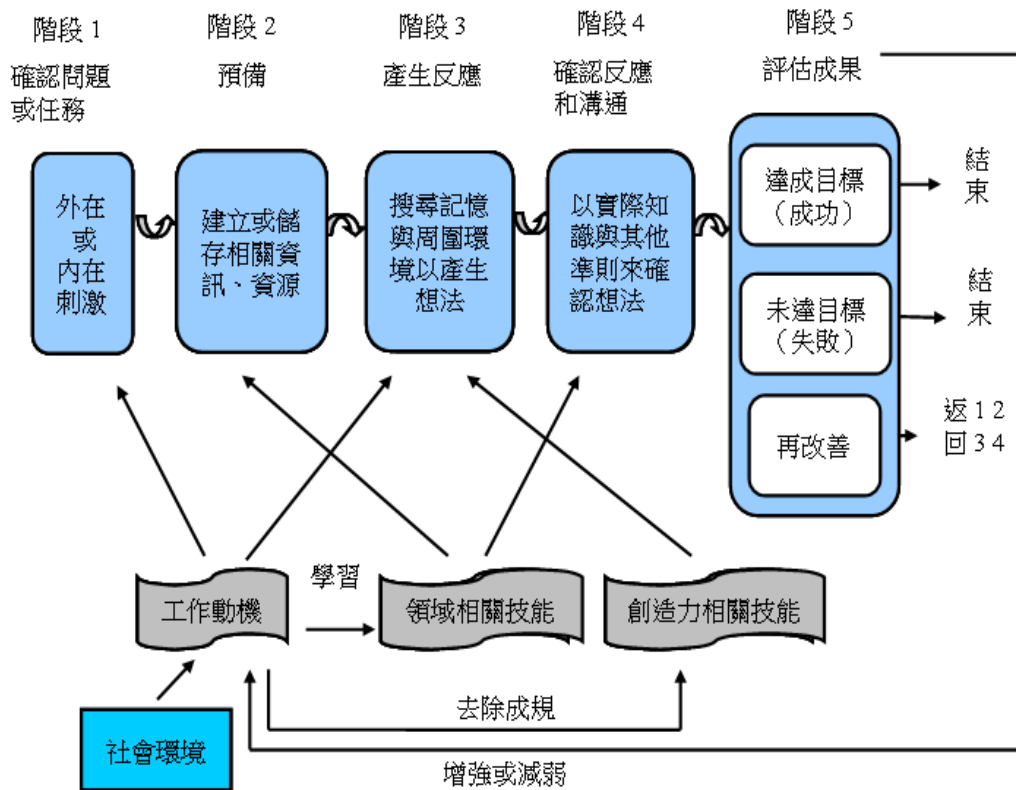 階段 1
確認問題
或任務
階段 2
預備
階段 3
產生反應
階段 4
確認反應
和溝通
階段 5
評估成果
外在
或
內在
刺激
建立或儲
存相關資
訊、資源
搜尋記憶
與周圍環
境以產生
想法
以實際知
識與其他
準則來確
認想法
達成目標
（成功）
結
束
未達目標
（失敗）
結
束
再改善
返 1 2
回 3 4
工作動機
學習
領域相關技能
創造力相關技能
去除成規
社會環境
增強或減弱